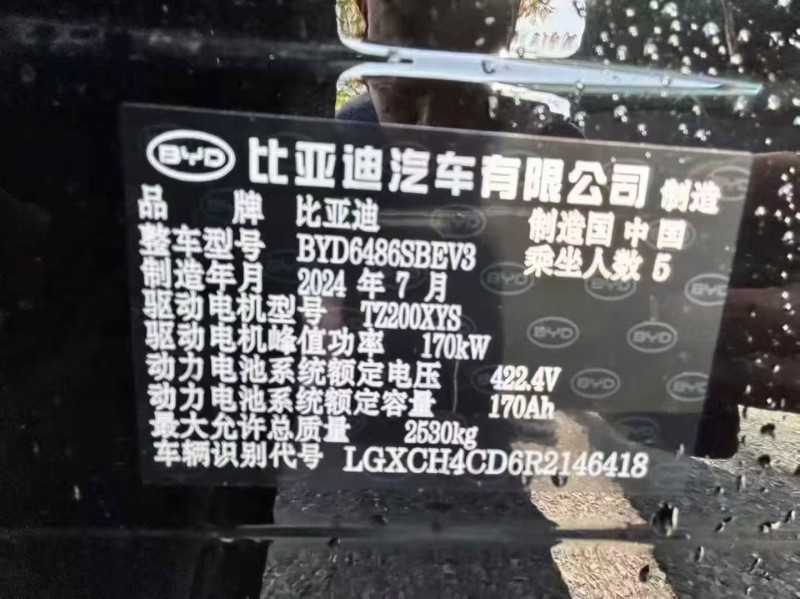 BYD 比亚迪汽车有限公司 制造
品 牌 比亚迪 制造国 中国
整车型号 BYD6486SBEV3 乘坐人数 5
制造年月 2024 年 7 月
驱动电机型号 TZ200XYS
驱动电机峰值功率 170kW
动力电池系统额定电压 422.4V
动力电池系统额定容量 170Ah
最大允许总质量 2530kg
车辆识别代号 LGXCH4CD6R2146418